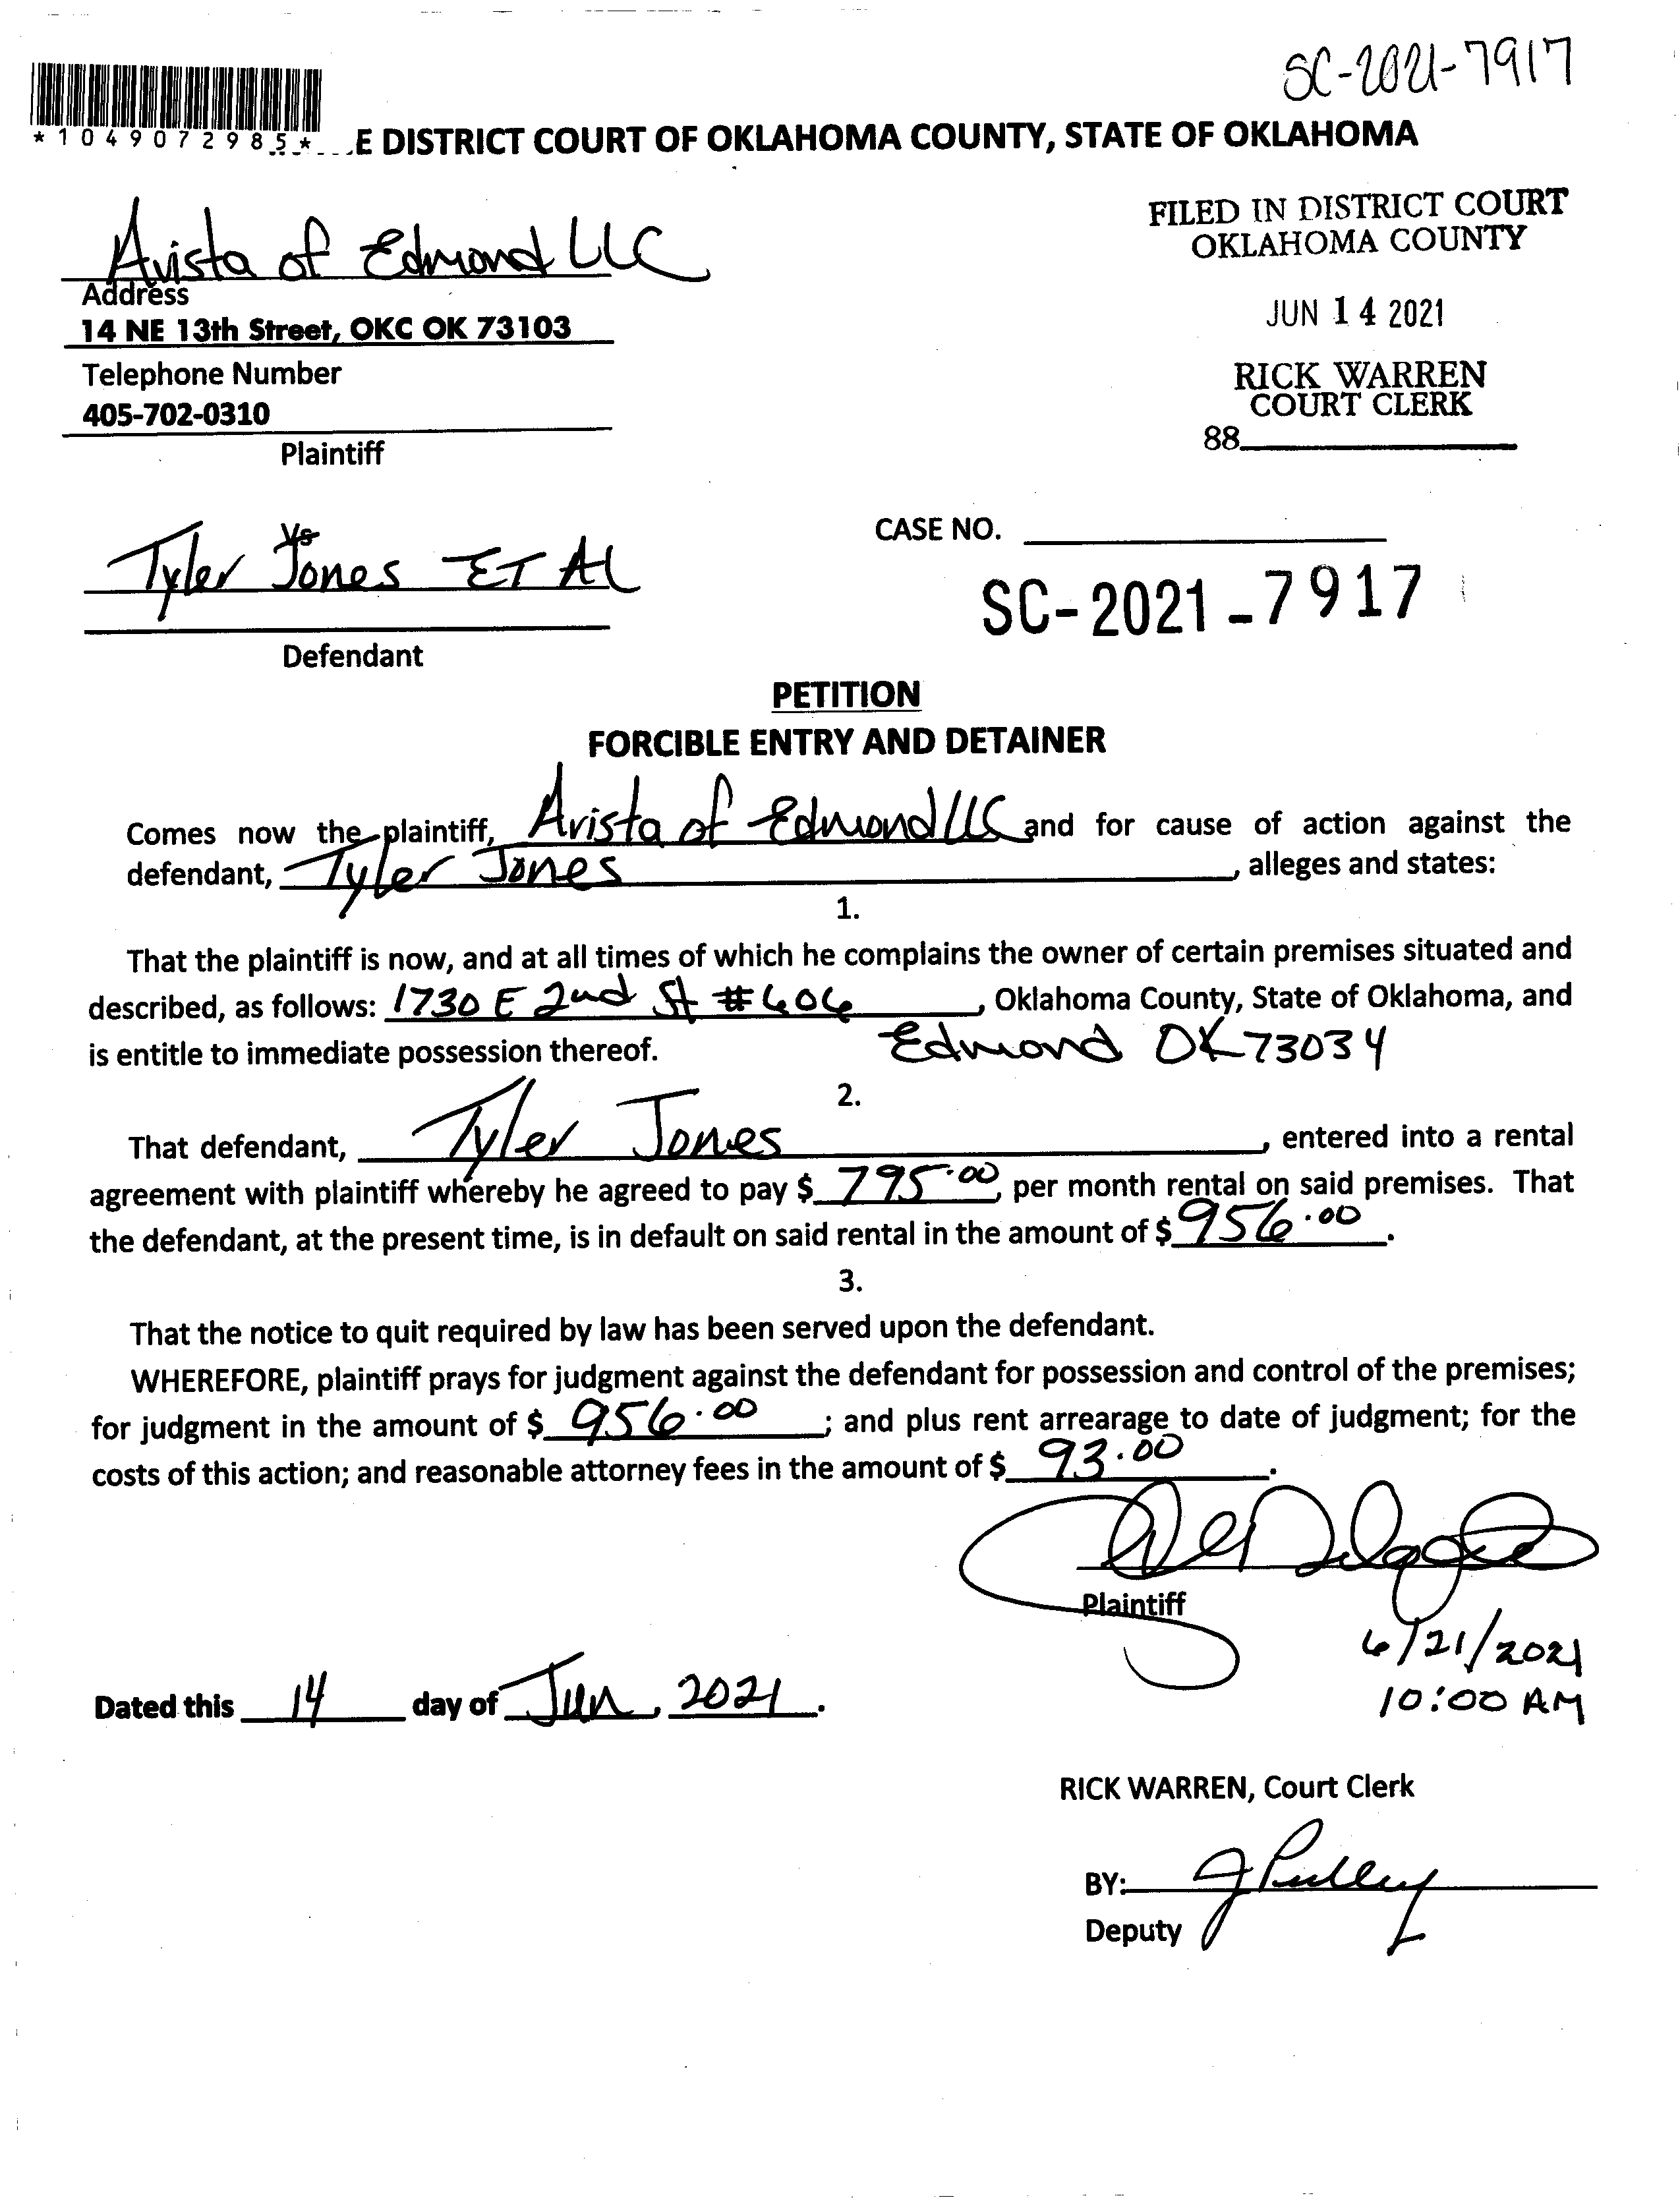 SC-2021-7917
*1049072985*
E DISTRICT COURT OF OKLAHOMA COUNTY, STATE OF OKLAHOMA
Avista of Edmond LLC
Address
14 NE 13th Street, OKC OK 73103
Telephone Number
405-702-0310
Plaintiff
FILED IN DISTRICT COURT
OKLAHOMA COUNTY
JUN 14 2021
RICK WARREN
COURT CLERK
88
Vs
Tyler Jones ET AL
Defendant
CASE NO.
SC-2021-7917
PETITION
FORCIBLE ENTRY AND DETAINER
Comes now the plaintiff, Avista of Edmond LLC and for cause of action against the
defendant, Tyler Jones, alleges and states:
1.
That the plaintiff is now, and at all times of which he complains the owner of certain premises situated and
described, as follows: 1730 E 2nd St #606, Oklahoma County, State of Oklahoma, and
is entitle to immediate possession thereof. Edmond OK 73034
2.
That defendant, Tyler Jones, entered into a rental
agreement with plaintiff whereby he agreed to pay $ 795.00, per month rental on said premises. That
the defendant, at the present time, is in default on said rental in the amount of $ 956.00.
3.
That the notice to quit required by law has been served upon the defendant.
WHEREFORE, plaintiff prays for judgment against the defendant for possession and control of the premises;
for judgment in the amount of $ 956.00; and plus rent arrearage to date of judgment; for the
costs of this action; and reasonable attorney fees in the amount of $ 93.00.
Plaintiff
6/21/2021
10:00 AM
Dated this 14 day of Jun, 2021.
RICK WARREN, Court Clerk
BY: J Pulley
Deputy